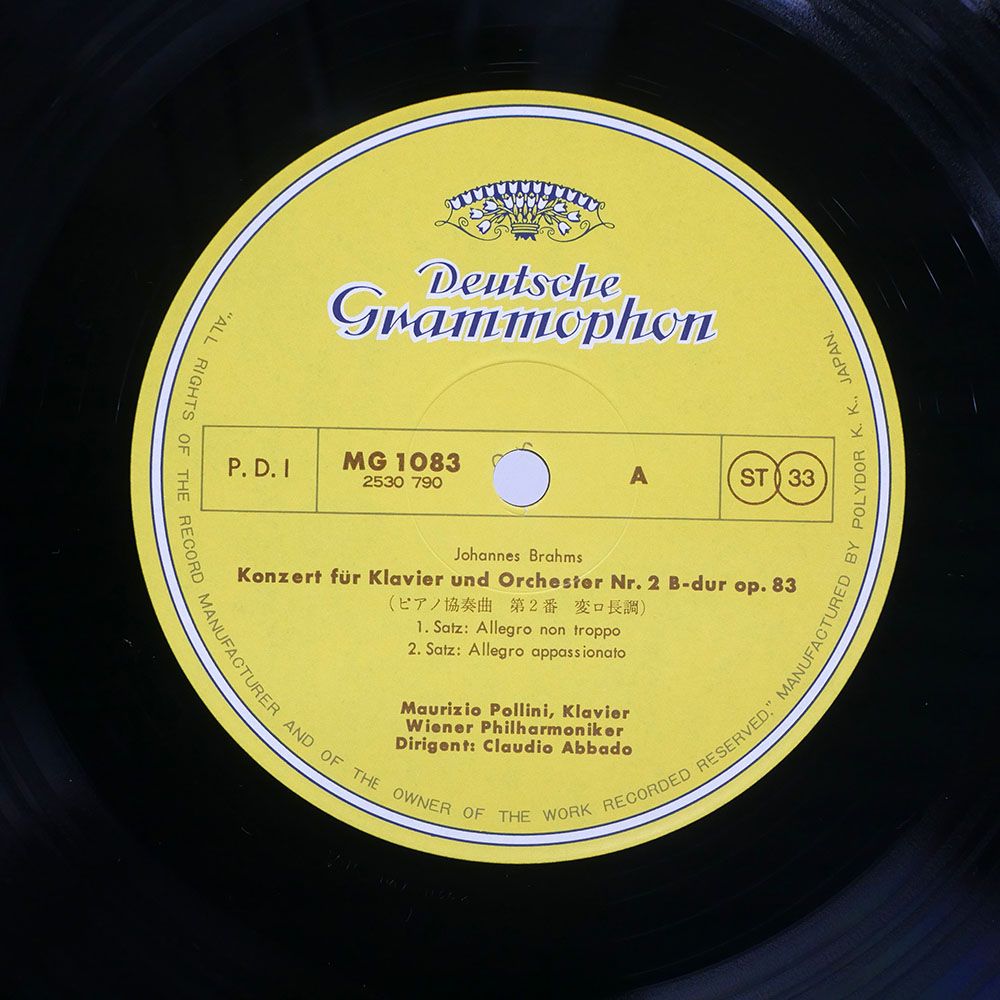 Deutsche
Grammophon
P. D. I
MG 1083
2530 790
A
ST 33
Johannes Brahms
Konzert für Klavier und Orchester Nr. 2 B-dur op. 83
(ピアノ協奏曲 第2番 変ロ長調)
1. Satz: Allegro non troppo
2. Satz: Allegro appassionato
Maurizio Pollini, Klavier
Wiener Philharmoniker
Dirigent: Claudio Abbado
"ALL RIGHTS OF THE RECORD MANUFACTURER AND OF THE OWNER OF THE WORK RECORDED RESERVED." MANUFACTURED BY POLYDOR K. K., JAPAN.